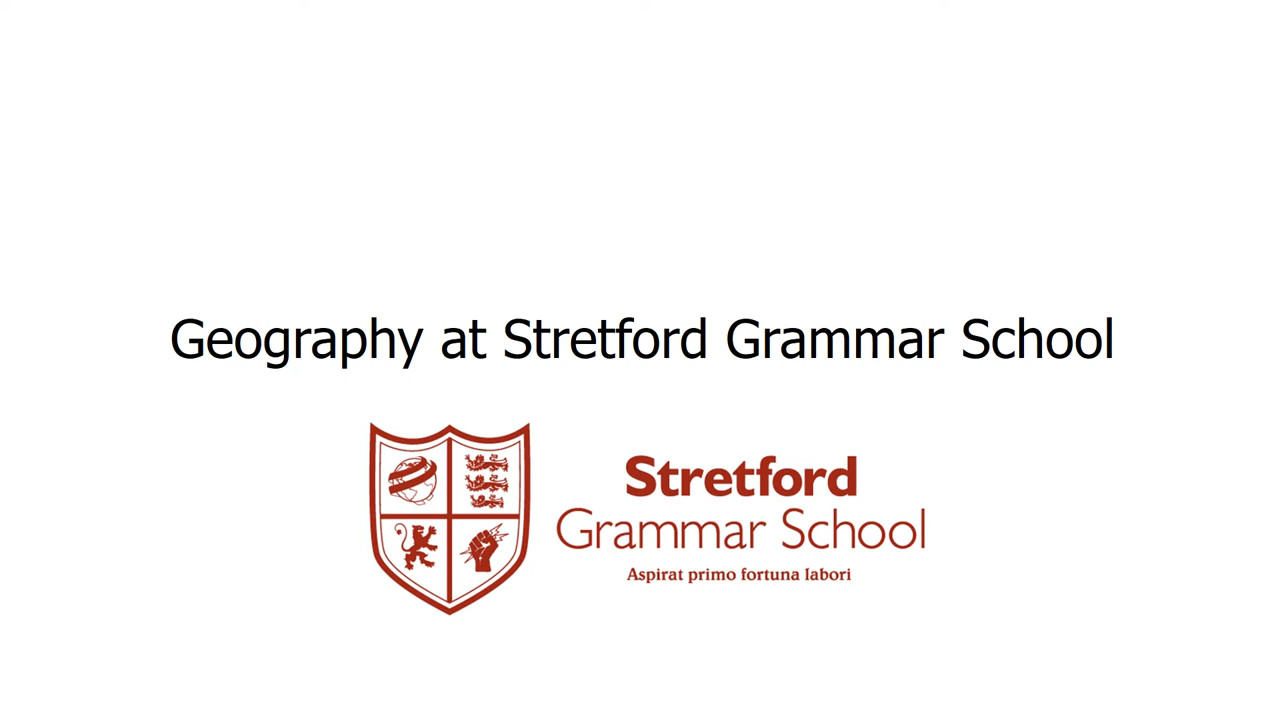 Geography at Stretford Grammar School
Stretford
Grammar School
Aspirat primo fortuna labori